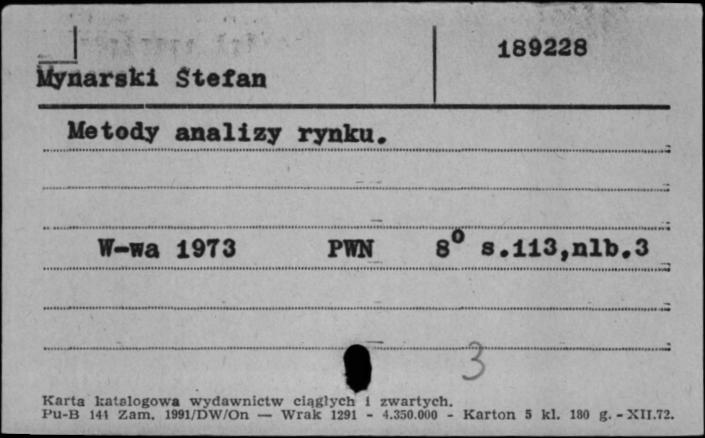 189228
Mynarski Stefan
Metody analizy rynku.
W-wa 1973 PWN 8° s.113,nlb.3
3
Karta katalogowa wydawnictw ciągłych i zwartych.
Pu-B 141 Zam. 1991/DW/On — Wrak 1291 - 4.350.000 - Karton 5 kl. 180 g. - XII.72.